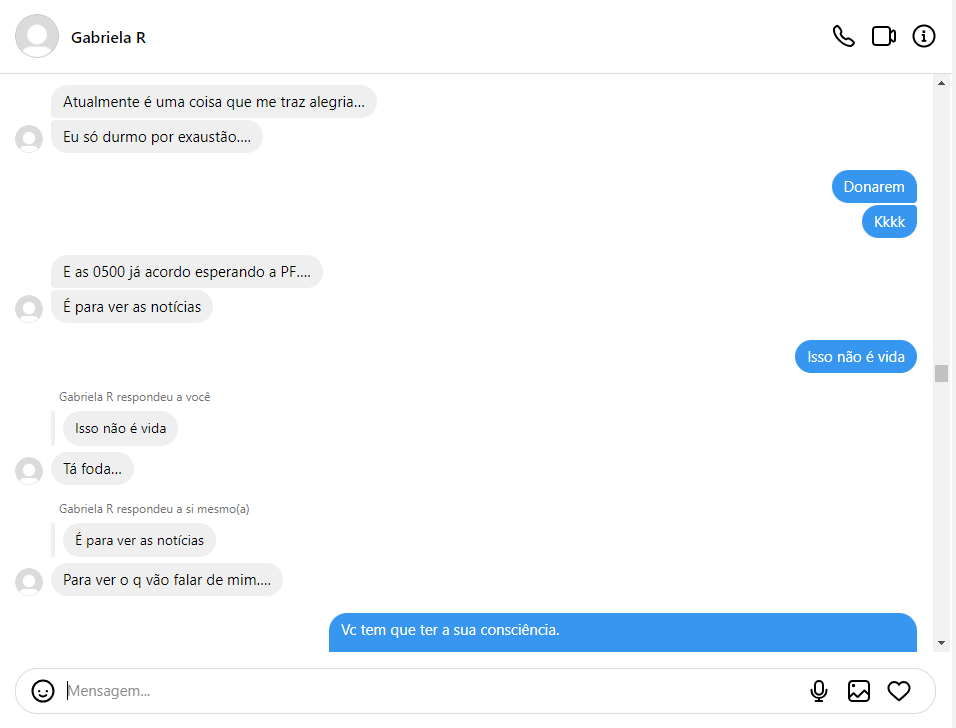 Gabriela R
Atualmente é uma coisa que me traz alegria...
Eu só durmo por exaustão....
Donarem
Kkkk
E as 0500 já acordo esperando a PF....
É para ver as notícias
Isso não é vida
Gabriela R respondeu a você
Isso não é vida
Tá foda...
Gabriela R respondeu a si mesmo(a)
É para ver as notícias
Para ver o q vão falar de mim....
Vc tem que ter a sua consciência.
Mensagem...